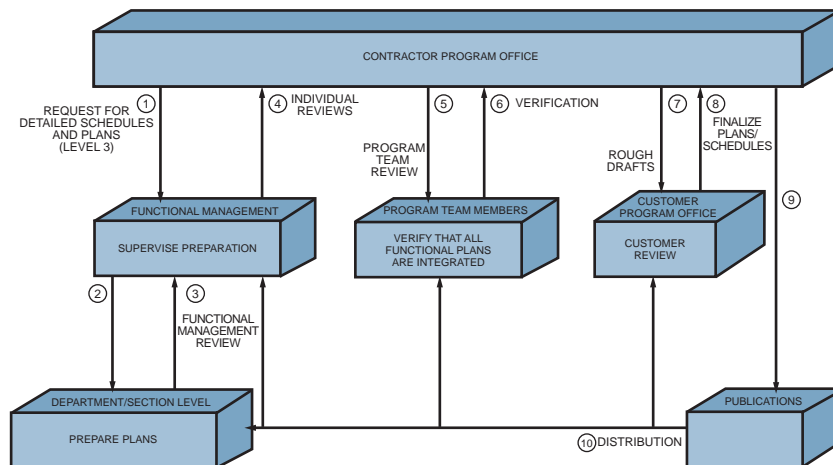 CONTRACTOR PROGRAM OFFICE
1
REQUEST FOR
DETAILED SCHEDULES
AND PLANS
(LEVEL 3)
4
INDIVIDUAL
REVIEWS
5
PROGRAM
TEAM
REVIEW
6
VERIFICATION
7
ROUGH
DRAFTS
8
FINALIZE
PLANS/
SCHEDULES
9
FUNCTIONAL MANAGEMENT
SUPERVISE PREPARATION
PROGRAM TEAM MEMBERS
VERIFY THAT ALL
FUNCTIONAL PLANS
ARE INTEGRATED
CUSTOMER
PROGRAM OFFICE
CUSTOMER
REVIEW
2
3
FUNCTIONAL
MANAGEMENT
REVIEW
DEPARTMENT/SECTION LEVEL
PREPARE PLANS
10 DISTRIBUTION
PUBLICATIONS